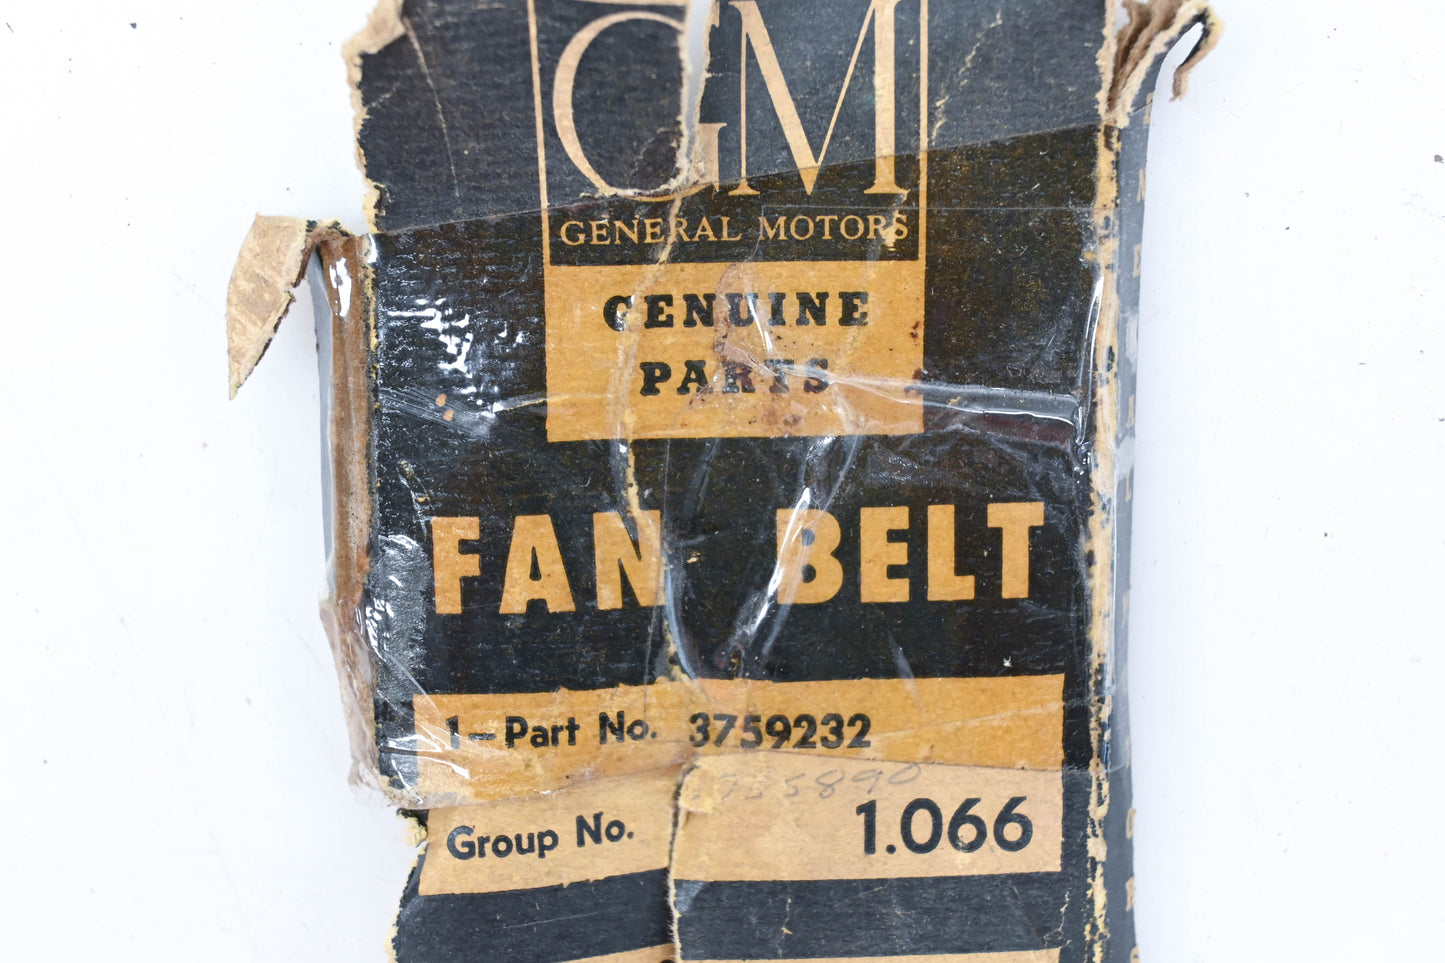 GM
GENERAL MOTORS
GENUINE
PARTS
FAN BELT
1-Part No. 3759232
Group No. 1.066